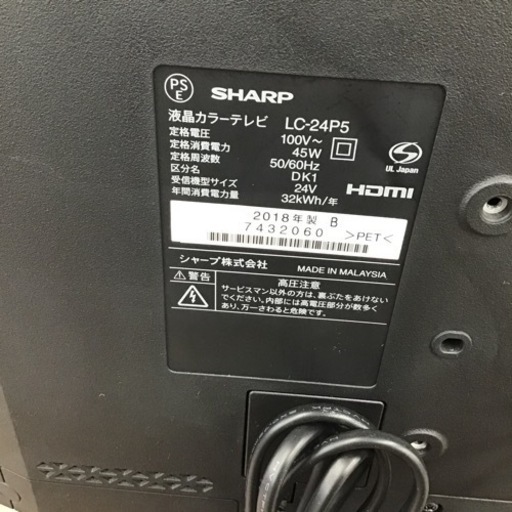 PSE SHARP
液晶カラーテレビ LC-24P5
定格電圧 100V～
定格消費電力 45W
定格周波数 50/60Hz
区分名 DK1
受信機型サイズ 24V
年間消費電力量 32kWh/年
UL Japan
HDMI
2018年製 B
7432060 >PET<
シャープ株式会社 MADE IN MALAYSIA
警告
高圧注意
サービスマン以外の方は、裏ぶたをあけない
でください。内部には高電圧部分が数多く
あり、万一さわると危険です。